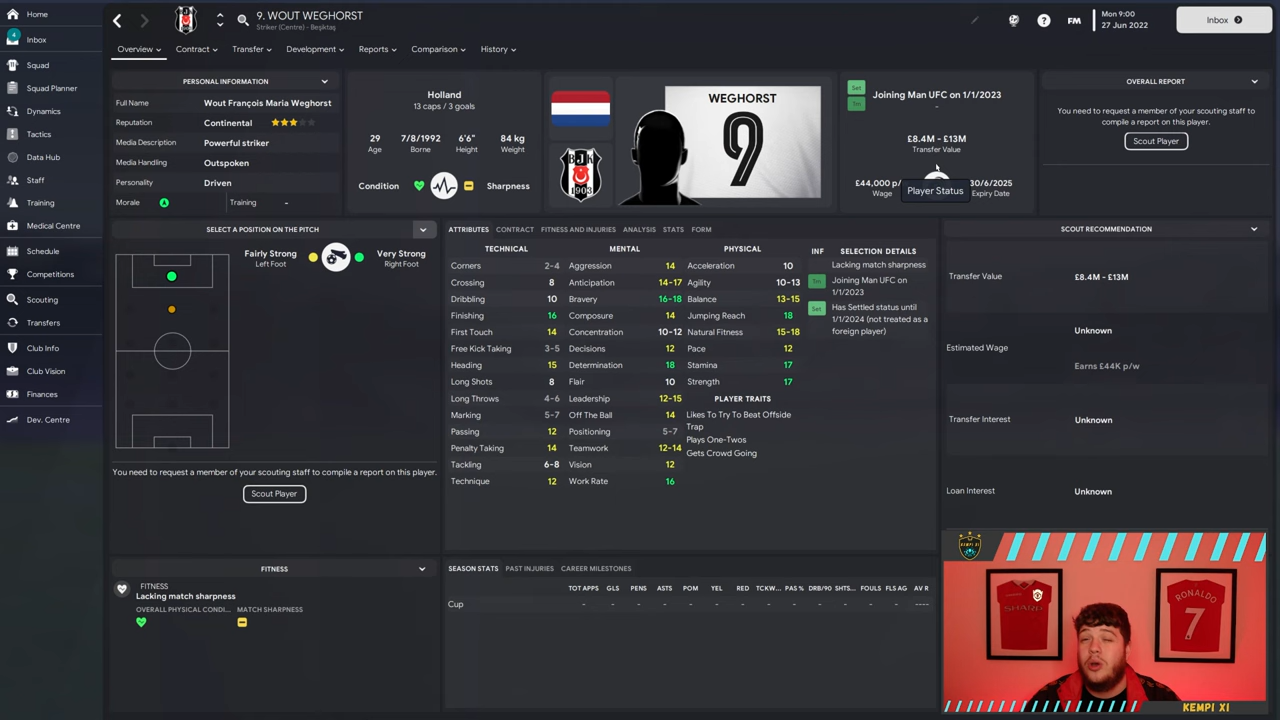 Home
4
Inbox
Squad
Squad Planner
Dynamics
Tactics
Data Hub
Staff
Training
Medical Centre
Schedule
Competitions
Scouting
Transfers
Club Info
Club Vision
Finances
Dev. Centre
9. WOUT WEGHORST
Striker (Centre) - Beşiktaş
?
FM
Mon 9:00
27 Jun 2022
Inbox
Overview
Contract
Transfer
Development
Reports
Comparison
History
PERSONAL INFORMATION
Full Name Wout François Maria Weghorst
Reputation Continental
Media Description Powerful striker
Media Handling Outspoken
Personality Driven
Morale Training -
Holland
13 caps / 3 goals
29 7/8/1992 6'6" 84 kg
Age Borne Height Weight
Condition Sharpness
BJK
1903
WEGHORST
9
Set
Trn
Joining Man UFC on 1/1/2023
-
£8.4M - £13M
Transfer Value
£44,000 p/ 30/6/2025
Wage Expiry Date
Player Status
OVERALL REPORT
You need to request a member of your scouting staff to
compile a report on this player.
Scout Player
SELECT A POSITION ON THE PITCH
Fairly Strong Very Strong
Left Foot Right Foot
You need to request a member of your scouting staff to compile a report on this player.
Scout Player
ATTRIBUTES CONTRACT FITNESS AND INJURIES ANALYSIS STATS FORM
TECHNICAL
Corners 2-4
Crossing 8
Dribbling 10
Finishing 16
First Touch 14
Free Kick Taking 3-5
Heading 15
Long Shots 8
Long Throws 4-6
Marking 5-7
Passing 12
Penalty Taking 14
Tackling 6-8
Technique 12
MENTAL
Aggression 14
Anticipation 14-17
Bravery 16-18
Composure 14
Concentration 10-12
Decisions 12
Determination 18
Flair 10
Leadership 12-15
Off The Ball 14
Positioning 5-7
Teamwork 12-14
Vision 12
Work Rate 16
PHYSICAL
Acceleration 10
Agility 10-13
Balance 13-15
Jumping Reach 18
Natural Fitness 15-18
Pace 12
Stamina 17
Strength 17
PLAYER TRAITS
Likes To Try To Beat Offside
Trap
Plays One-Twos
Gets Crowd Going
INF SELECTION DETAILS
Lacking match sharpness
Trn Joining Man UFC on
1/1/2023
Set Has Settled status until
1/1/2024 (not treated as a
foreign player)
SCOUT RECOMMENDATION
Transfer Value £8.4M - £13M
Unknown
Estimated Wage
Earns £44K p/w
Transfer Interest Unknown
Loan Interest Unknown
FITNESS
FITNESS
Lacking match sharpness
OVERALL PHYSICAL CONDI... MATCH SHARPNESS
SEASON STATS PAST INJURIES CAREER MILESTONES
TOT APPS GLS PENS ASTS POM YEL RED TCKW... PAS % DRB/90 SHTS... FOULS FLS AG AV R
Cup - - - - - - - - - - - - - ----
KEMPI XI
SHARP
RONALDO
7
KEMPI XI